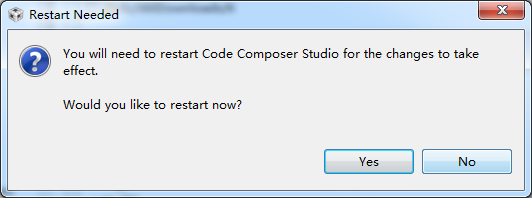 Restart Needed
You will need to restart Code Composer Studio for the changes to take
effect.
Would you like to restart now?
Yes
No